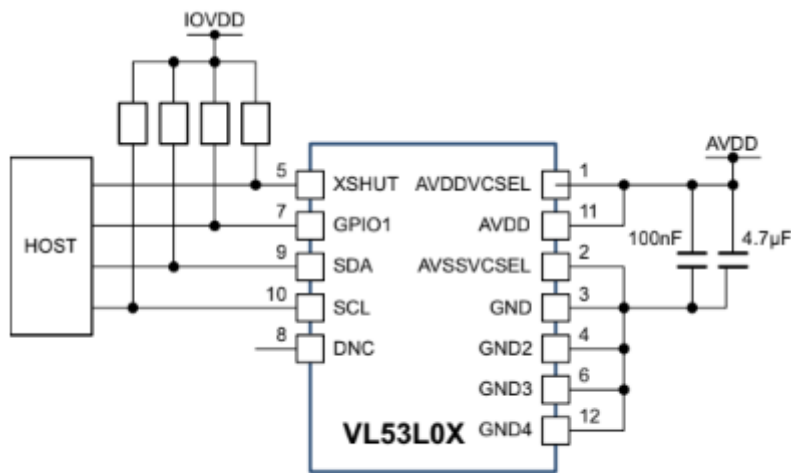 IOVDD
HOST
5
7
9
10
8
XSHUT
GPIO1
SDA
SCL
DNC
AVDDVCSEL
AVDD
AVSSVCSEL
GND
GND2
GND3
GND4
1
11
2
3
4
6
12
VL53L0X
AVDD
100nF
4.7µF